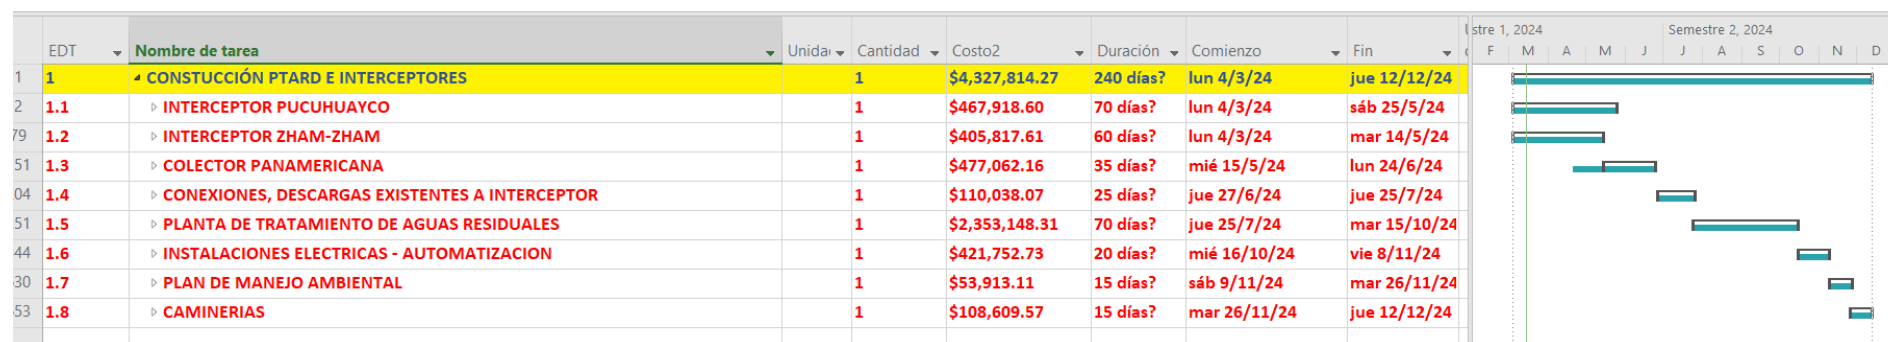 stre 1, 2024 Semestre 2, 2024
EDT Nombre de tarea Unida Cantidad Costo2 Duración Comienzo Fin F M A M J J A S O N D
1 1 CONSTUCCIÓN PTARD E INTERCEPTORES 1 $4,327,814.27 240 días? lun 4/3/24 jue 12/12/24
2 1.1 INTERCEPTOR PUCUHUAYCO 1 $467,918.60 70 días? lun 4/3/24 sáb 25/5/24
79 1.2 INTERCEPTOR ZHAM-ZHAM 1 $405,817.61 60 días? lun 4/3/24 mar 14/5/24
51 1.3 COLECTOR PANAMERICANA 1 $477,062.16 35 días? mié 15/5/24 lun 24/6/24
04 1.4 CONEXIONES, DESCARGAS EXISTENTES A INTERCEPTOR 1 $110,038.07 25 días? jue 27/6/24 jue 25/7/24
51 1.5 PLANTA DE TRATAMIENTO DE AGUAS RESIDUALES 1 $2,353,148.31 70 días? jue 25/7/24 mar 15/10/24
44 1.6 INSTALACIONES ELECTRICAS - AUTOMATIZACION 1 $421,752.73 20 días? mié 16/10/24 vie 8/11/24
30 1.7 PLAN DE MANEJO AMBIENTAL 1 $53,913.11 15 días? sáb 9/11/24 mar 26/11/24
53 1.8 CAMINERIAS 1 $108,609.57 15 días? mar 26/11/24 jue 12/12/24